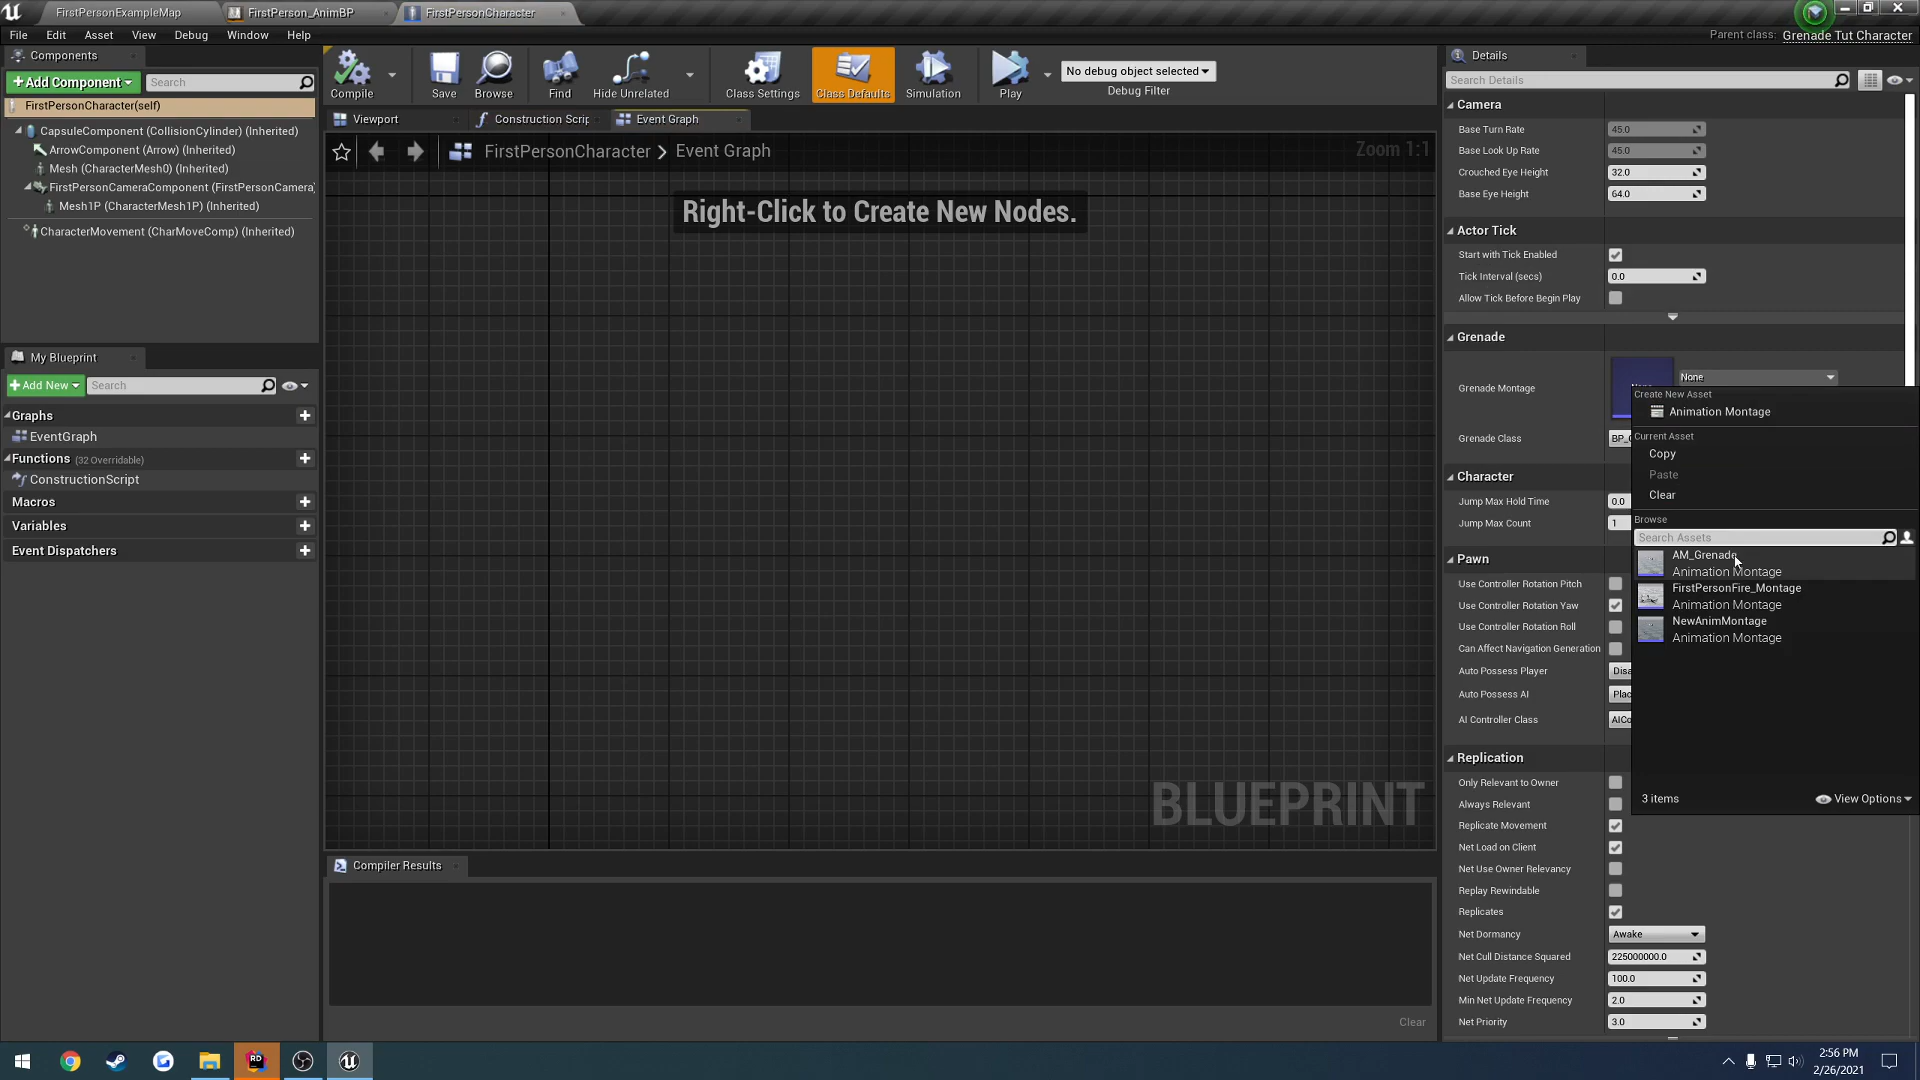 FirstPersonExampleMap
FirstPerson_AnimBP
FirstPersonCharacter
File
Edit
Asset
View
Debug
Window
Help
Parent class: Grenade Tut Character
Components
Add Component
Search
FirstPersonCharacter(self)
CapsuleComponent (CollisionCylinder) (Inherited)
ArrowComponent (Arrow) (Inherited)
Mesh (CharacterMesh0) (Inherited)
FirstPersonCameraComponent (FirstPersonCamera
Mesh1P (CharacterMesh1P) (Inherited)
CharacterMovement (CharMoveComp) (Inherited)
My Blueprint
Add New
Search
Graphs
EventGraph
Functions (32 Overridable)
ConstructionScript
Macros
Variables
Event Dispatchers
Compile
Save
Browse
Find
Hide Unrelated
Class Settings
Class Defaults
Simulation
Play
No debug object selected
Debug Filter
Viewport
Construction Scrip
Event Graph
FirstPersonCharacter > Event Graph
Zoom 1:1
Right-Click to Create New Nodes.
BLUEPRINT
Compiler Results
Clear
Details
Search Details
Camera
Base Turn Rate 45.0
Base Look Up Rate 45.0
Crouched Eye Height 32.0
Base Eye Height 64.0
Actor Tick
Start with Tick Enabled
Tick Interval (secs) 0.0
Allow Tick Before Begin Play
Grenade
Grenade Montage
None
Grenade Class
Character
Jump Max Hold Time 0.0
Jump Max Count 1
Pawn
Use Controller Rotation Pitch
Use Controller Rotation Yaw
Use Controller Rotation Roll
Can Affect Navigation Generation
Auto Possess Player Disa
Auto Possess AI Plac
AI Controller Class AICo
Replication
Only Relevant to Owner
Always Relevant
Replicate Movement
Net Load on Client
Net Use Owner Relevancy
Replay Rewindable
Replicates
Net Dormancy Awake
Net Cull Distance Squared 225000000.0
Net Update Frequency 100.0
Min Net Update Frequency 2.0
Net Priority 3.0
Create New Asset
Animation Montage
Current Asset
Copy
Paste
Clear
Browse
Search Assets
AM_Grenade
Animation Montage
FirstPersonFire_Montage
Animation Montage
NewAnimMontage
Animation Montage
3 items
View Options
RD
2:56 PM
2/26/2021